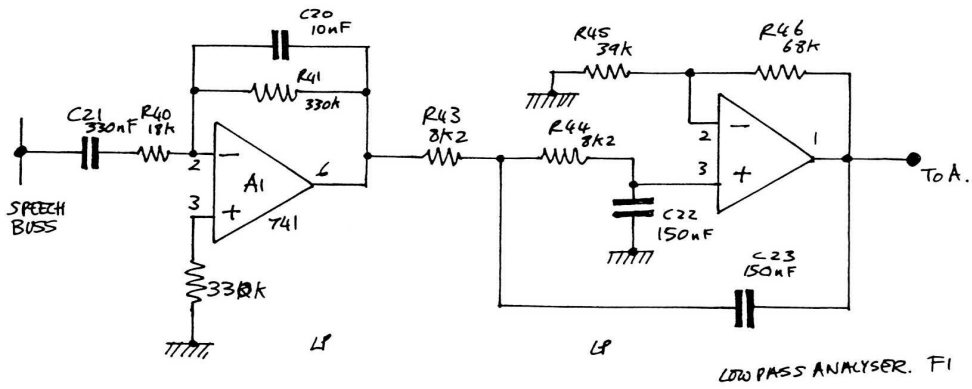 C20
10nF
R41
330k
C21
330nF
R40
18k
2
-
A1
6
741
3
+
330k
SPEECH
BUSS
LP
R43
8k2
R44
8k2
R45
39k
R46
68k
2
-
1
3
+
C22
150nF
C23
150nF
To A.
LP
LOW PASS ANALYSER. F1